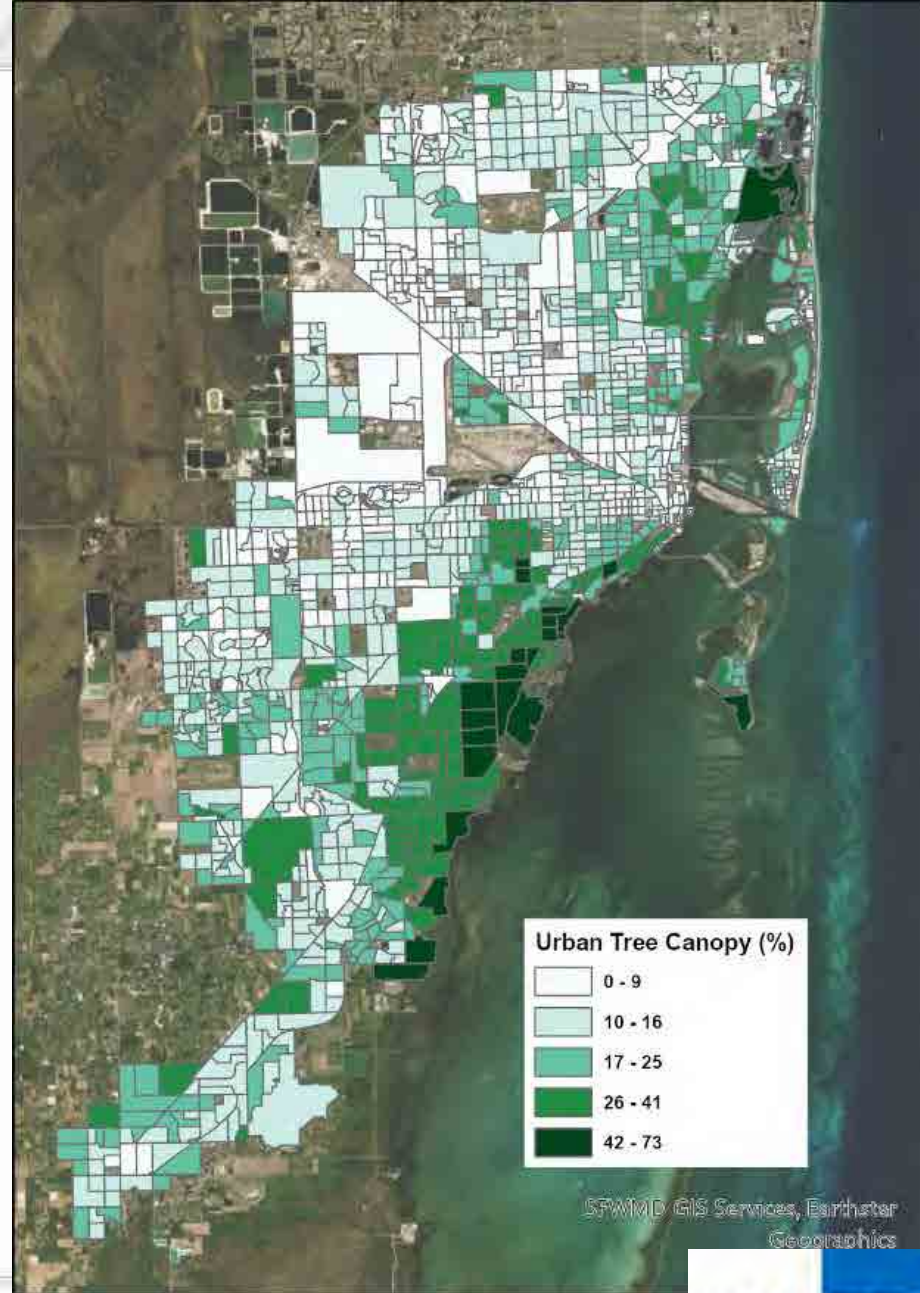 Urban Tree Canopy (%)
0 - 9
10 - 16
17 - 25
26 - 41
42 - 73
SFWMD GIS Services, Earthstar
Geographics